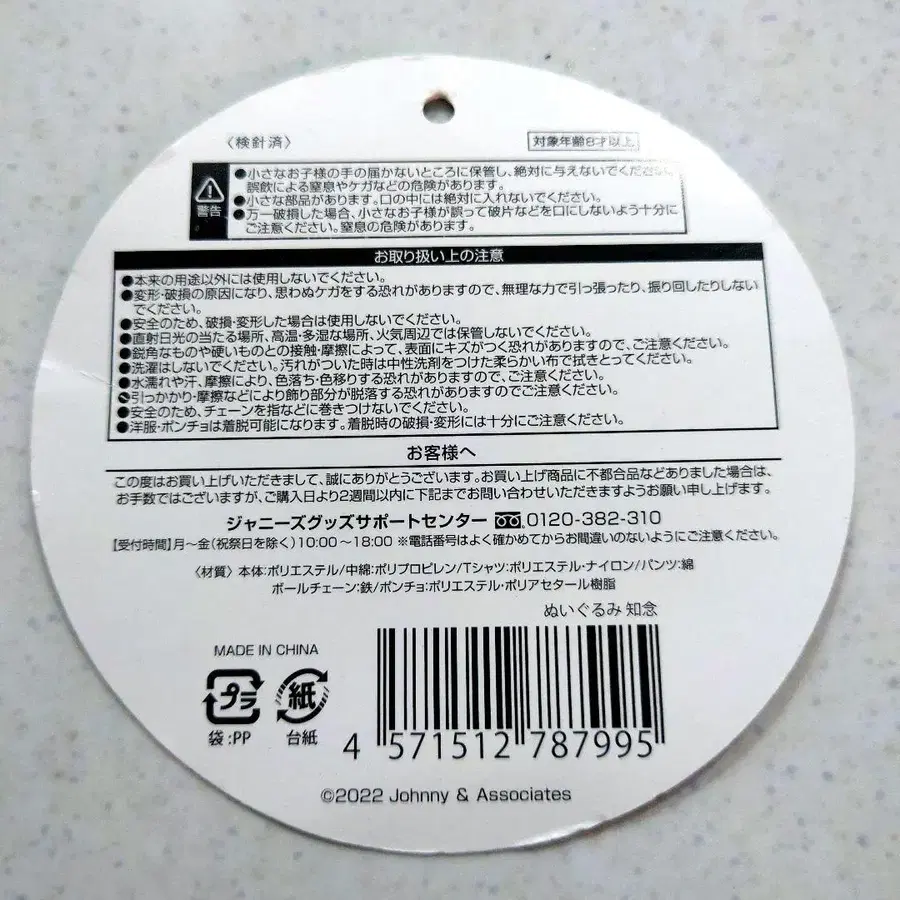 〈検針済〉
対象年齢8才以上
警告
●小さなお子様の手の届かないところに保管し、絶対に与えないでください。
誤飲による窒息やケガなどの危険があります。
●小さな部品があります。口の中には絶対に入れないでください。
●万一破損した場合、小さなお子様が誤って破片などを口にしないよう十分に
ご注意ください。窒息の危険があります。
お取り扱い上の注意
●本来の用途以外には使用しないでください。
●変形・破損の原因になり、思わぬケガをする恐れがありますので、無理な力で引っ張ったり、振り回したりしない
でください。
●安全のため、破損・変形した場合は使用しないでください。
●直射日光の当たる場所、高温・多湿な場所、火気周辺では保管しないでください。
●鋭角なものや硬いものとの接触・摩擦によって、表面にキズがつく恐れがありますので、ご注意ください。
●洗濯はしないでください。汚れがついた時は中性洗剤をつけた柔らかい布で拭きとってください。
●水濡れや汗、摩擦により、色落ち・色移りする恐れがありますので、ご注意ください。
●引っかかり・摩擦などにより飾り部分が脱落する恐れがありますのでご注意ください。
●安全のため、チェーンを指などに巻きつけないでください。
●洋服・ポンチョは着脱可能になります。着脱時の破損・変形には十分にご注意ください。
お客様へ
この度はお買い上げいただきまして、誠にありがとうございます。お買い上げ商品に不都合品などありました場合は、
お手数ではございますが、ご購入日より2週間以内に下記までお問い合わせいただきますようお願い申し上げます。
ジャニーズグッズサポートセンター 0120-382-310
【受付時間】月～金(祝祭日を除く)10:00～18:00 ※電話番号はよく確かめてからお間違いのないようにご注意ください。
〈材質〉本体:ポリエステル/中綿:ポリプロピレン/Tシャツ:ポリエステル・ナイロン/パンツ:綿
ボールチェーン:鉄/ポンチョ:ポリエステル・ポリアセタール樹脂
ぬいぐるみ 知念
MADE IN CHINA
プラ
紙
袋:PP
台紙
4 571512 787995
©2022 Johnny & Associates